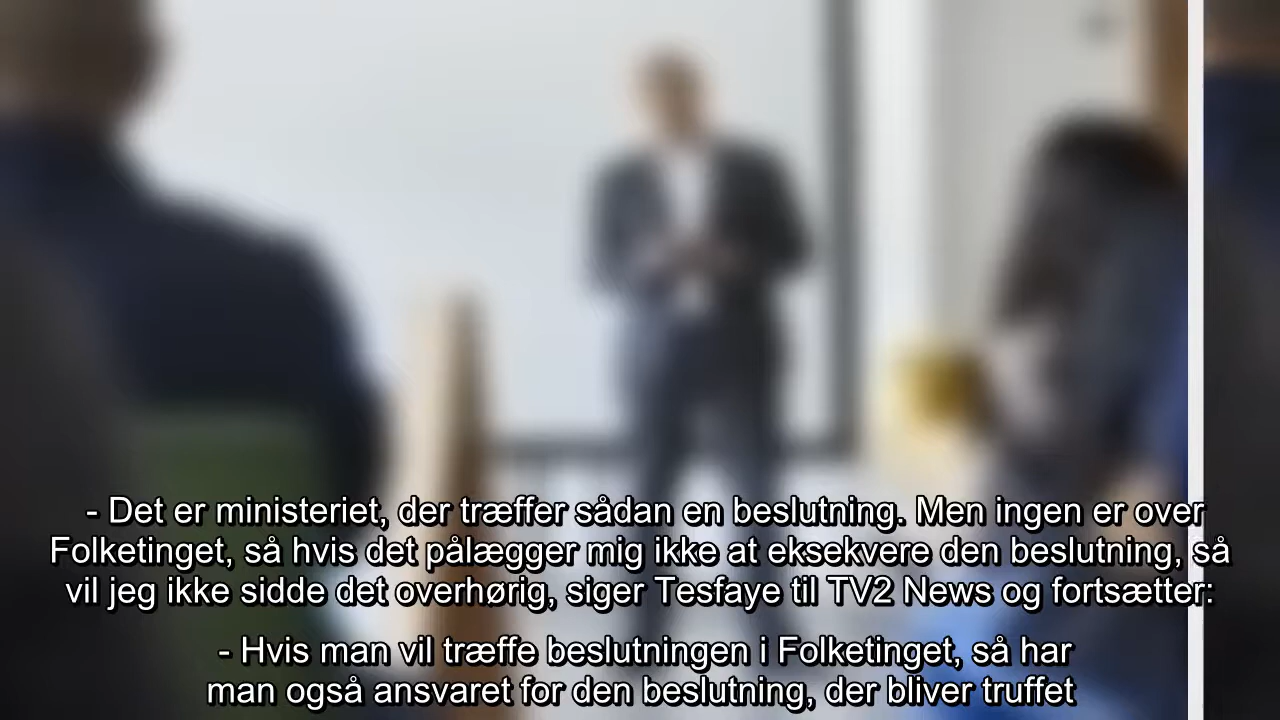 - Det er ministeriet, der træffer sådan en beslutning. Men ingen er over
Folketinget, så hvis det pålægger mig ikke at eksekvere den beslutning, så
vil jeg ikke sidde det overhørig, siger Tesfaye til TV2 News og fortsætter:
- Hvis man vil træffe beslutningen i Folketinget, så har
man også ansvaret for den beslutning, der bliver truffet